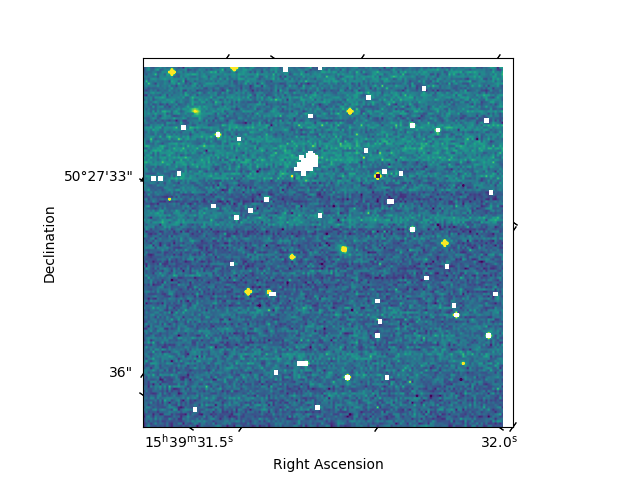 Declination
50°27'33"
36"
15ʰ39ᵐ31.5ˢ
32.0ˢ
Right Ascension